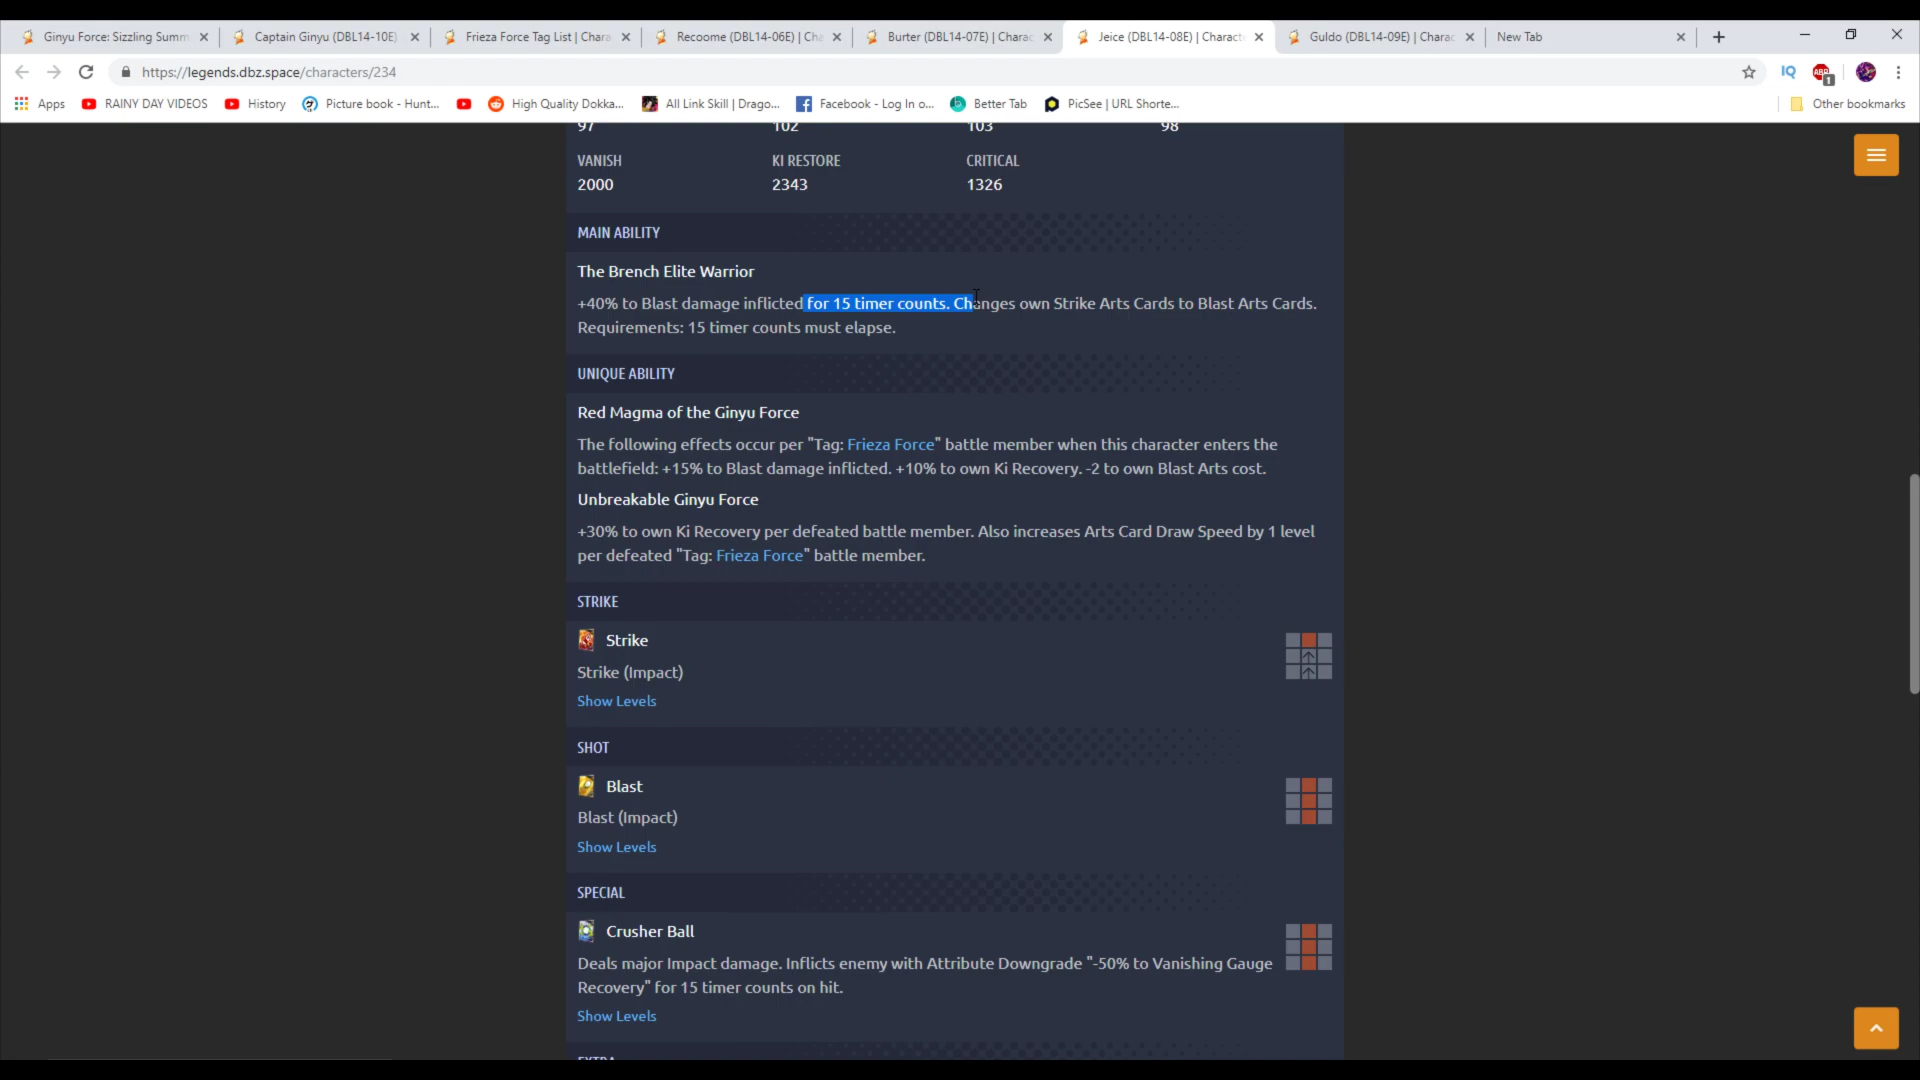 Ginyu Force: Sizzling Summ
Captain Ginyu (DBL14-10E)
Frieza Force Tag List | Chara
Recoome (DBL14-06E) | Cha
Burter (DBL14-07E) | Charac
Jeice (DBL14-08E) | Characte
Guldo (DBL14-09E) | Charac
New Tab
https://legends.dbz.space/characters/234
IQ
ABP
1
Apps
RAINY DAY VIDEOS
History
Picture book - Hunt...
High Quality Dokka...
All Link Skill | Drago...
Facebook - Log In o...
Better Tab
PicSee | URL Shorte...
Other bookmarks
97 102 103 98
VANISH KI RESTORE CRITICAL
2000 2343 1326
MAIN ABILITY
The Brench Elite Warrior
+40% to Blast damage inflicted for 15 timer counts. Changes own Strike Arts Cards to Blast Arts Cards.
Requirements: 15 timer counts must elapse.
UNIQUE ABILITY
Red Magma of the Ginyu Force
The following effects occur per "Tag: Frieza Force" battle member when this character enters the
battlefield: +15% to Blast damage inflicted. +10% to own Ki Recovery. -2 to own Blast Arts cost.
Unbreakable Ginyu Force
+30% to own Ki Recovery per defeated battle member. Also increases Arts Card Draw Speed by 1 level
per defeated "Tag: Frieza Force" battle member.
STRIKE
Strike
Strike (Impact)
Show Levels
SHOT
Blast
Blast (Impact)
Show Levels
SPECIAL
Crusher Ball
Deals major Impact damage. Inflicts enemy with Attribute Downgrade "-50% to Vanishing Gauge
Recovery" for 15 timer counts on hit.
Show Levels
EXTRA